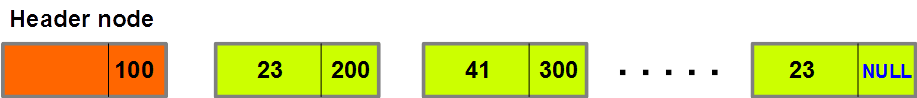 Header node
100 23 200 41 300 . . . . . 23 NULL